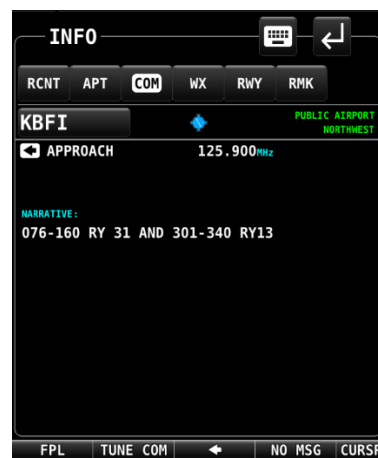 INFO
RCNT APT COM WX RWY RMK
KBFI
PUBLIC AIRPORT
NORTHWEST
APPROACH 125.900MHz
NARRATIVE:
076-160 RY 31 AND 301-340 RY13
FPL TUNE COM NO MSG CURSR